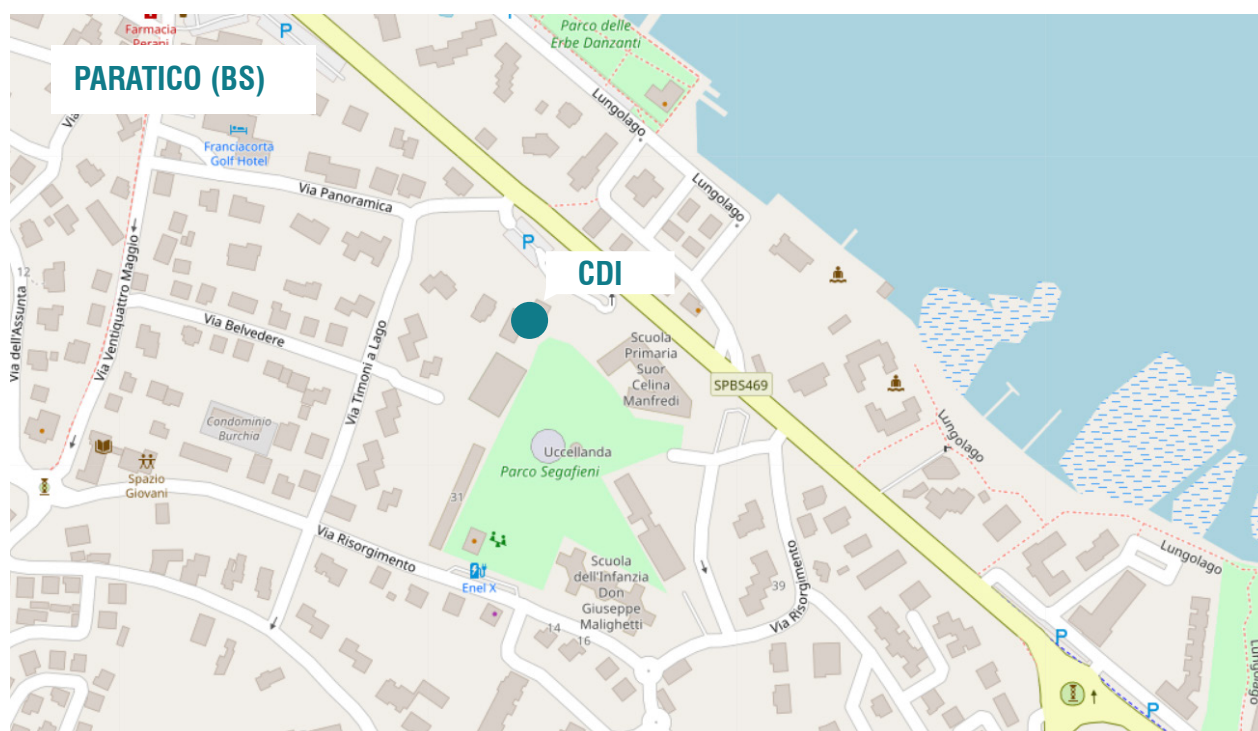 P
P
Farmacia
Perani
Parco delle
Erbe Danzanti
PARATICO (BS)
Lungolago
Franciacorta
Golf Hotel
Via Panoramica
Lungolago
P
CDI
12
Via dell'Assunta
Via Ventiquattro Maggio
Via Belvedere
Via Timoni a Lago
Scuola
Primaria
Suor
Celina
Manfredi
SPBS469
Condominio
Burchia
Lungolago
Uccellanda
Parco Segafieni
Spazio
Giovani
31
Via Risorgimento
Enel X
Scuola
dell'Infanzia
Don
Giuseppe
Malighetti
39
Via Risorgimento
14
16
Lungolago
P
Lungolago
P